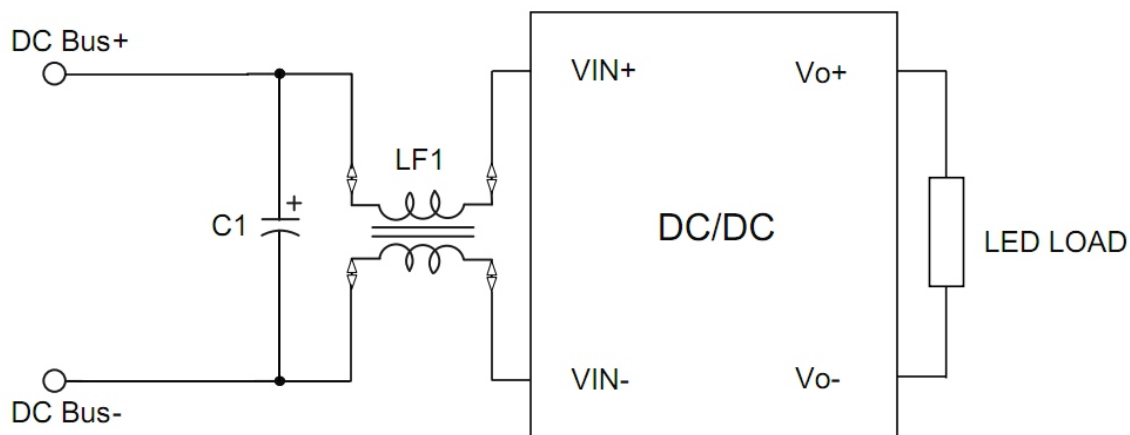 DC Bus+
VIN+
Vo+
LF1
+
C1
DC/DC
LED LOAD
VIN-
Vo-
DC Bus-